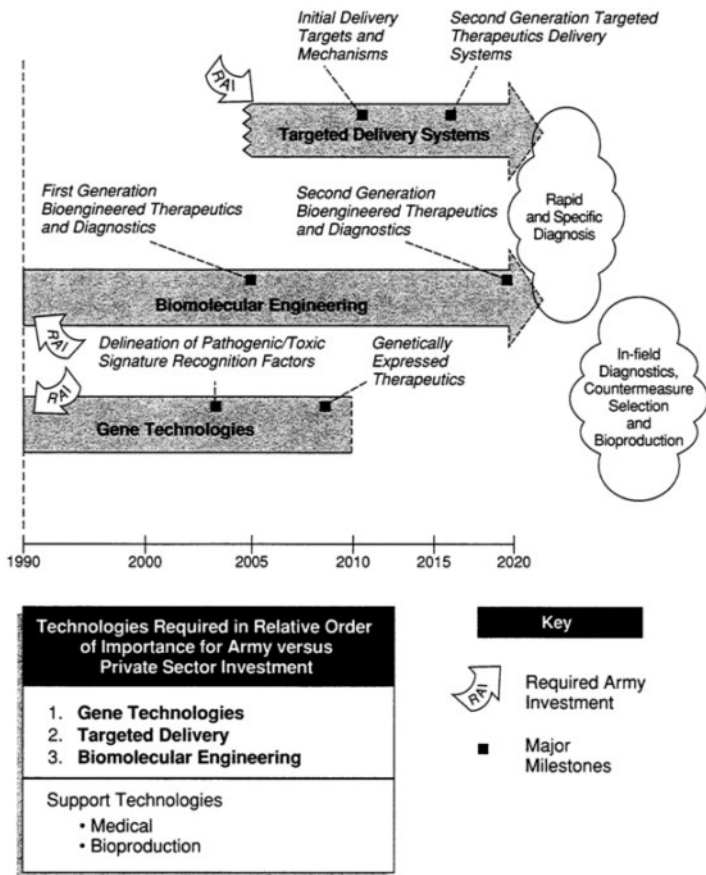 Initial Delivery
Targets and
Mechanisms
Second Generation Targeted
Therapeutics Delivery
Systems
RAI
Targeted Delivery Systems
First Generation
Bioengineered Therapeutics
and Diagnostics
Second Generation
Bioengineered Therapeutics
and Diagnostics
Rapid
and Specific
Diagnosis
Biomolecular Engineering
RAI
Delineation of Pathogenic/Toxic
Signature Recognition Factors
Genetically
Expressed
Therapeutics
RAI
Gene Technologies
In-field
Diagnostics,
Countermeasure
Selection
and
Bioproduction
1990 2000 2005 2010 2015 2020
Technologies Required in Relative Order
of Importance for Army versus
Private Sector Investment
1. Gene Technologies
2. Targeted Delivery
3. Biomolecular Engineering
Support Technologies
• Medical
• Bioproduction
Key
RAI
Required Army
Investment
Major
Milestones